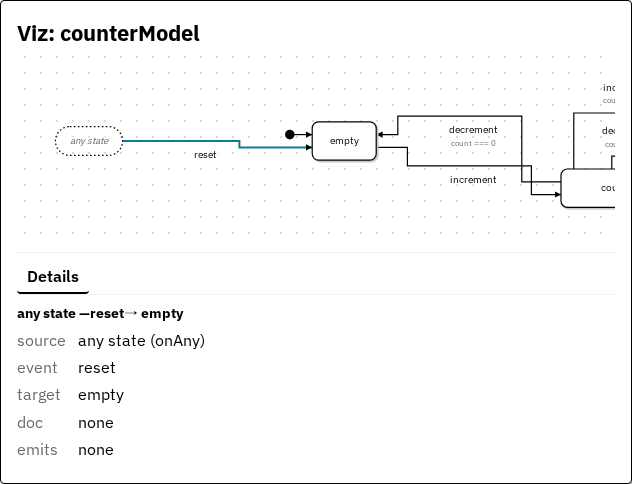 Viz: counterModel
any state
reset
empty
decrement
count === 0
increment
Details
any state —reset→ empty
source any state (onAny)
event reset
target empty
doc none
emits none